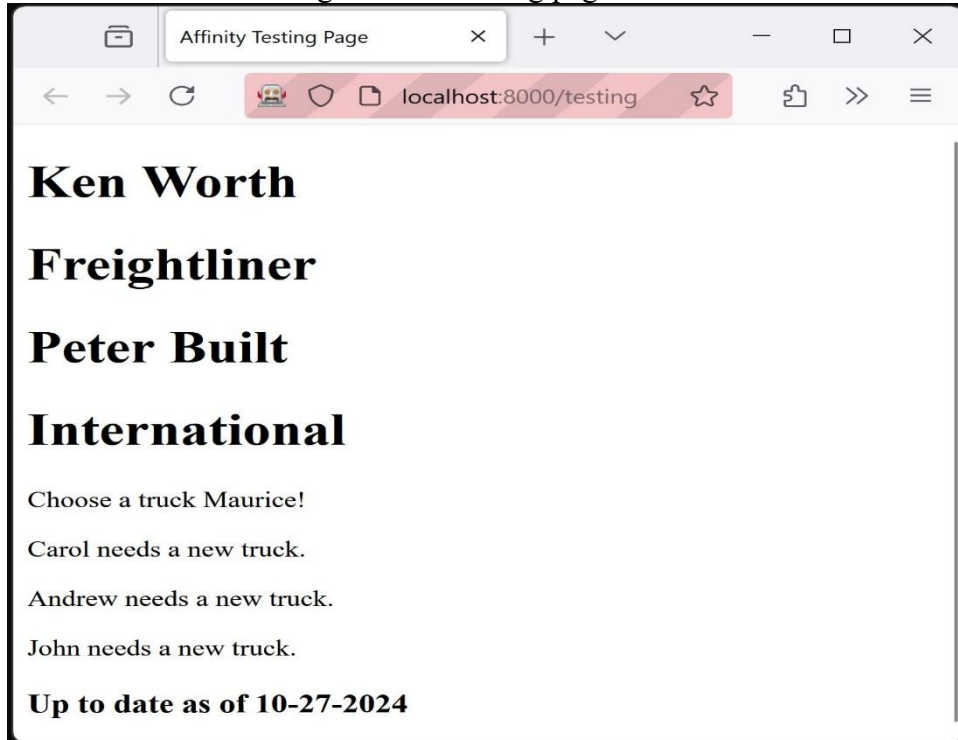 Affinity Testing Page
localhost:8000/testing
Ken Worth
Freightliner
Peter Built
International
Choose a truck Maurice!
Carol needs a new truck.
Andrew needs a new truck.
John needs a new truck.
Up to date as of 10-27-2024